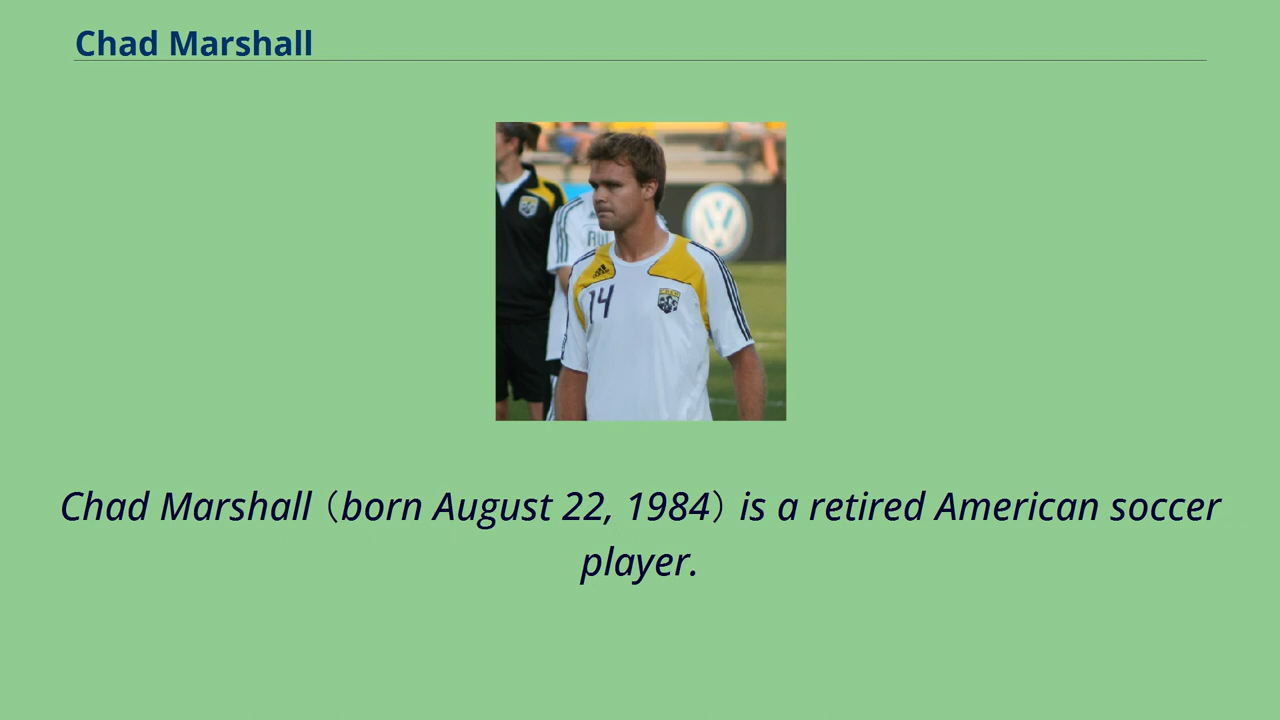 Chad Marshall
14
Chad Marshall（born August 22, 1984）is a retired American soccer
player.